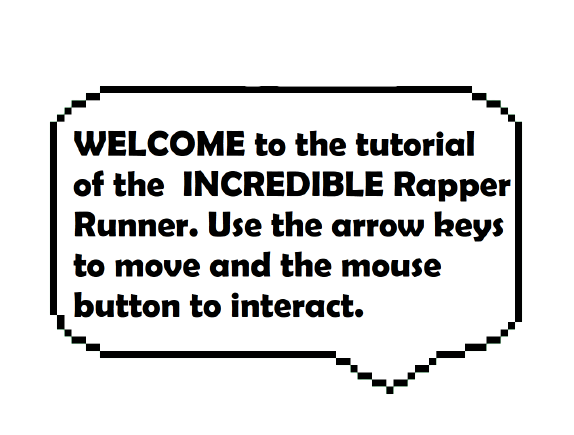 WELCOME to the tutorial
of the INCREDIBLE Rapper
Runner. Use the arrow keys
to move and the mouse
button to interact.